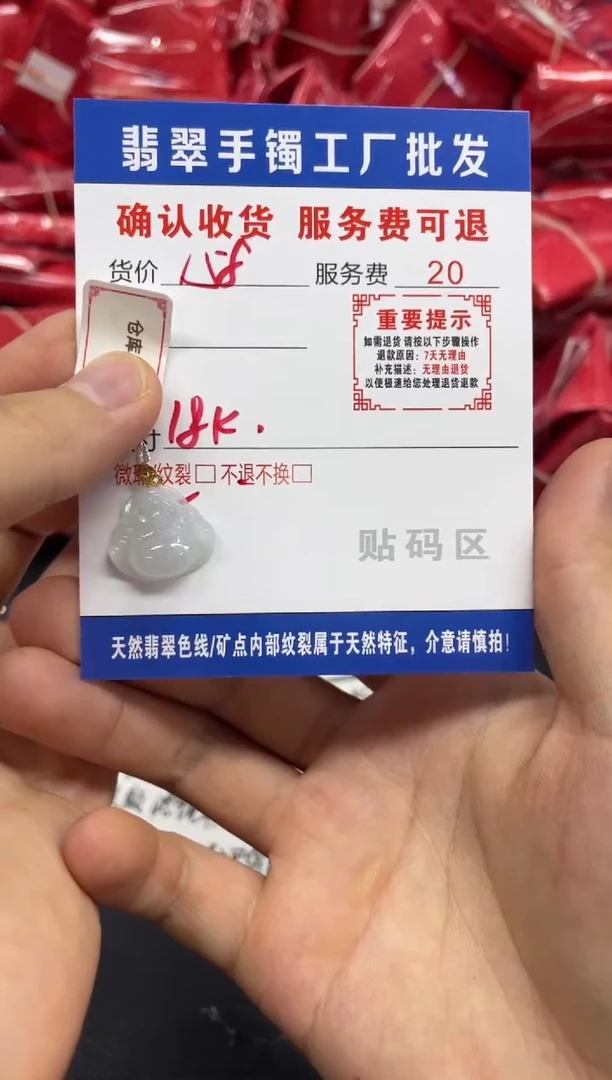 翡翠手镯工厂批发
确认收货 服务费可退
货价 服务费 20
重要提示
如需退货 请按以下步骤操作
退款原因：7天无理由
补充描述：无理由退货
以便极速给您处理退货退款
仓库
18K.
纹裂□ 不退不换□
贴码区
天然翡翠色线/矿点内部纹裂属于天然特征，介意请慎拍！